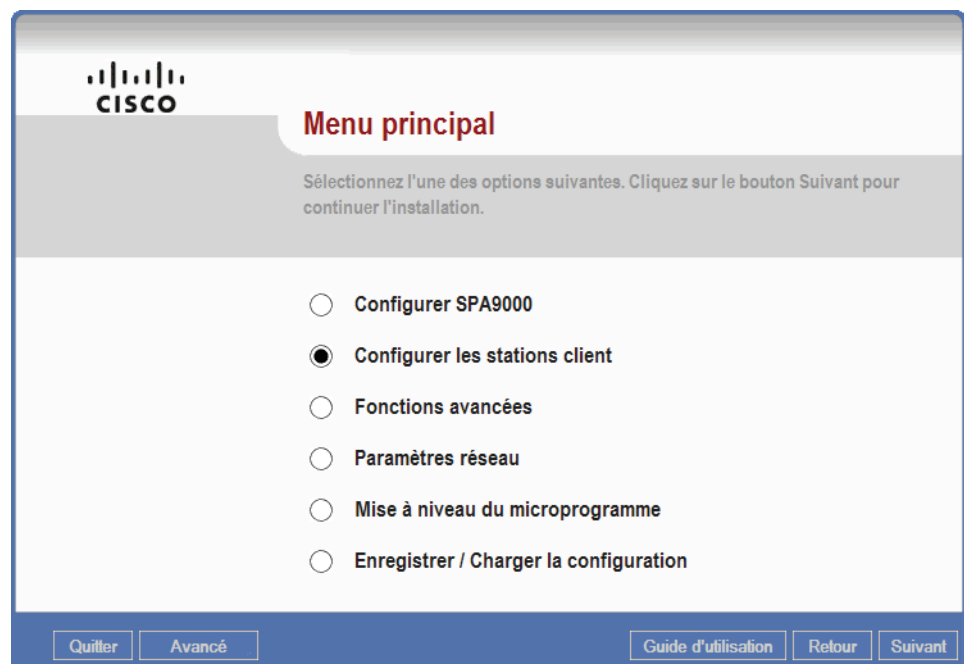 CISCO
Menu principal
Sélectionnez l'une des options suivantes. Cliquez sur le bouton Suivant pour
continuer l'installation.
Configurer SPA9000
Configurer les stations client
Fonctions avancées
Paramètres réseau
Mise à niveau du microprogramme
Enregistrer / Charger la configuration
Quitter Avancé Guide d'utilisation Retour Suivant